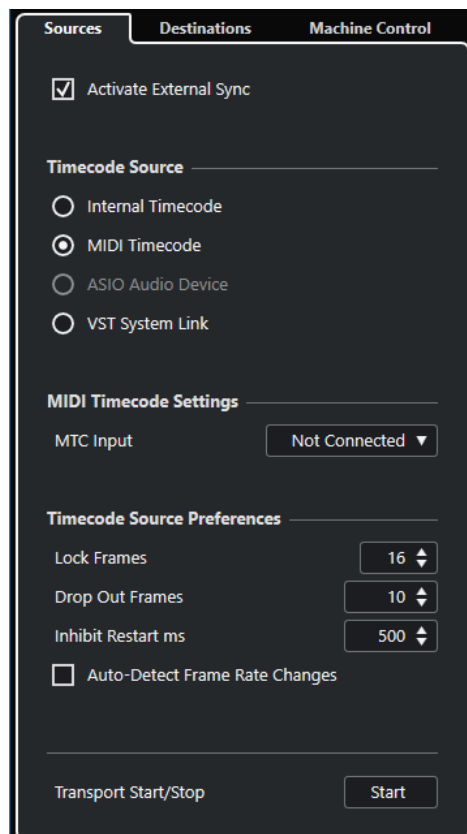 Sources Destinations Machine Control
Activate External Sync
Timecode Source
Internal Timecode
MIDI Timecode
ASIO Audio Device
VST System Link
MIDI Timecode Settings
MTC Input Not Connected
Timecode Source Preferences
Lock Frames 16
Drop Out Frames 10
Inhibit Restart ms 500
Auto-Detect Frame Rate Changes
Transport Start/Stop Start